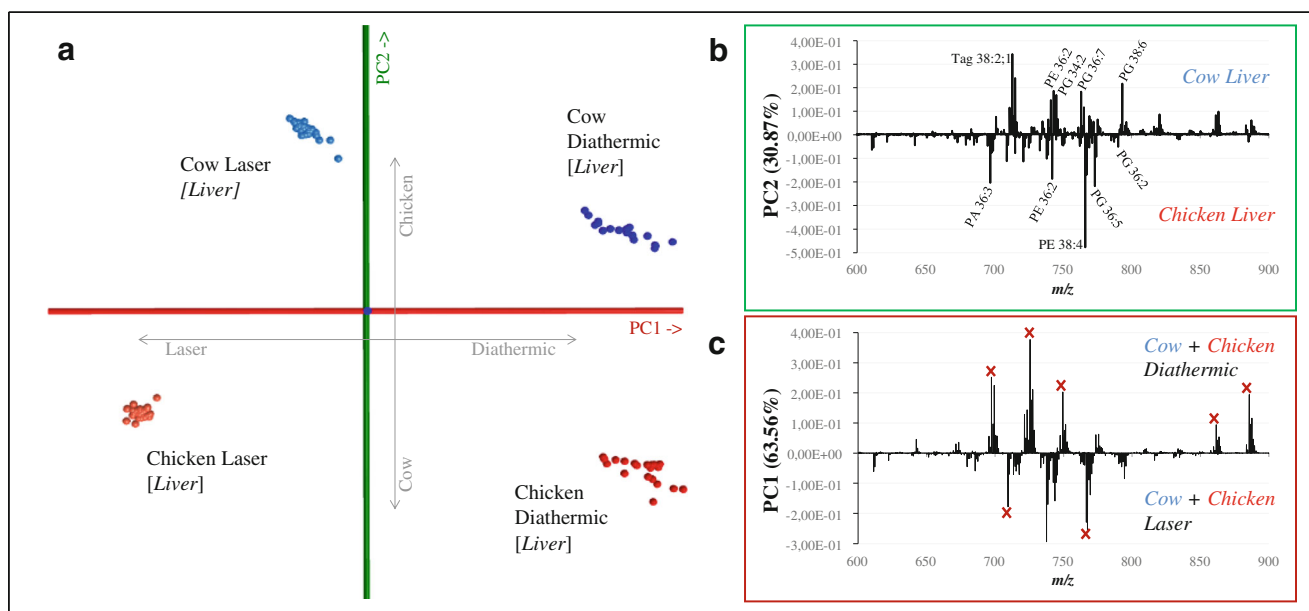 a
PC2 ->
Cow Laser
[Liver]
Cow
Diathermic
[Liver]
Chicken
PC1 ->
Laser
Diathermic
Cow
Chicken Laser
[Liver]
Chicken
Diathermic
[Liver]
b
PC2 (30.87%)
4,00E-01
3,00E-01
2,00E-01
1,00E-01
0,00E+00
-1,00E-01
-2,00E-01
-3,00E-01
-4,00E-01
-5,00E-01
Tag 38:2;1
PE 36:2
PG 34:2
PG 36:7
PG 38:6
Cow Liver
PA 36:3
PE 36:2
PE 38:4
PG 36:5
PG 36:2
Chicken Liver
600 650 700 750 800 850 900
m/z
c
PC1 (63.56%)
4,00E-01
3,00E-01
2,00E-01
1,00E-01
0,00E+00
-1,00E-01
-2,00E-01
-3,00E-01
Cow + Chicken
Diathermic
Cow + Chicken
Laser
600 650 700 750 800 850 900
m/z